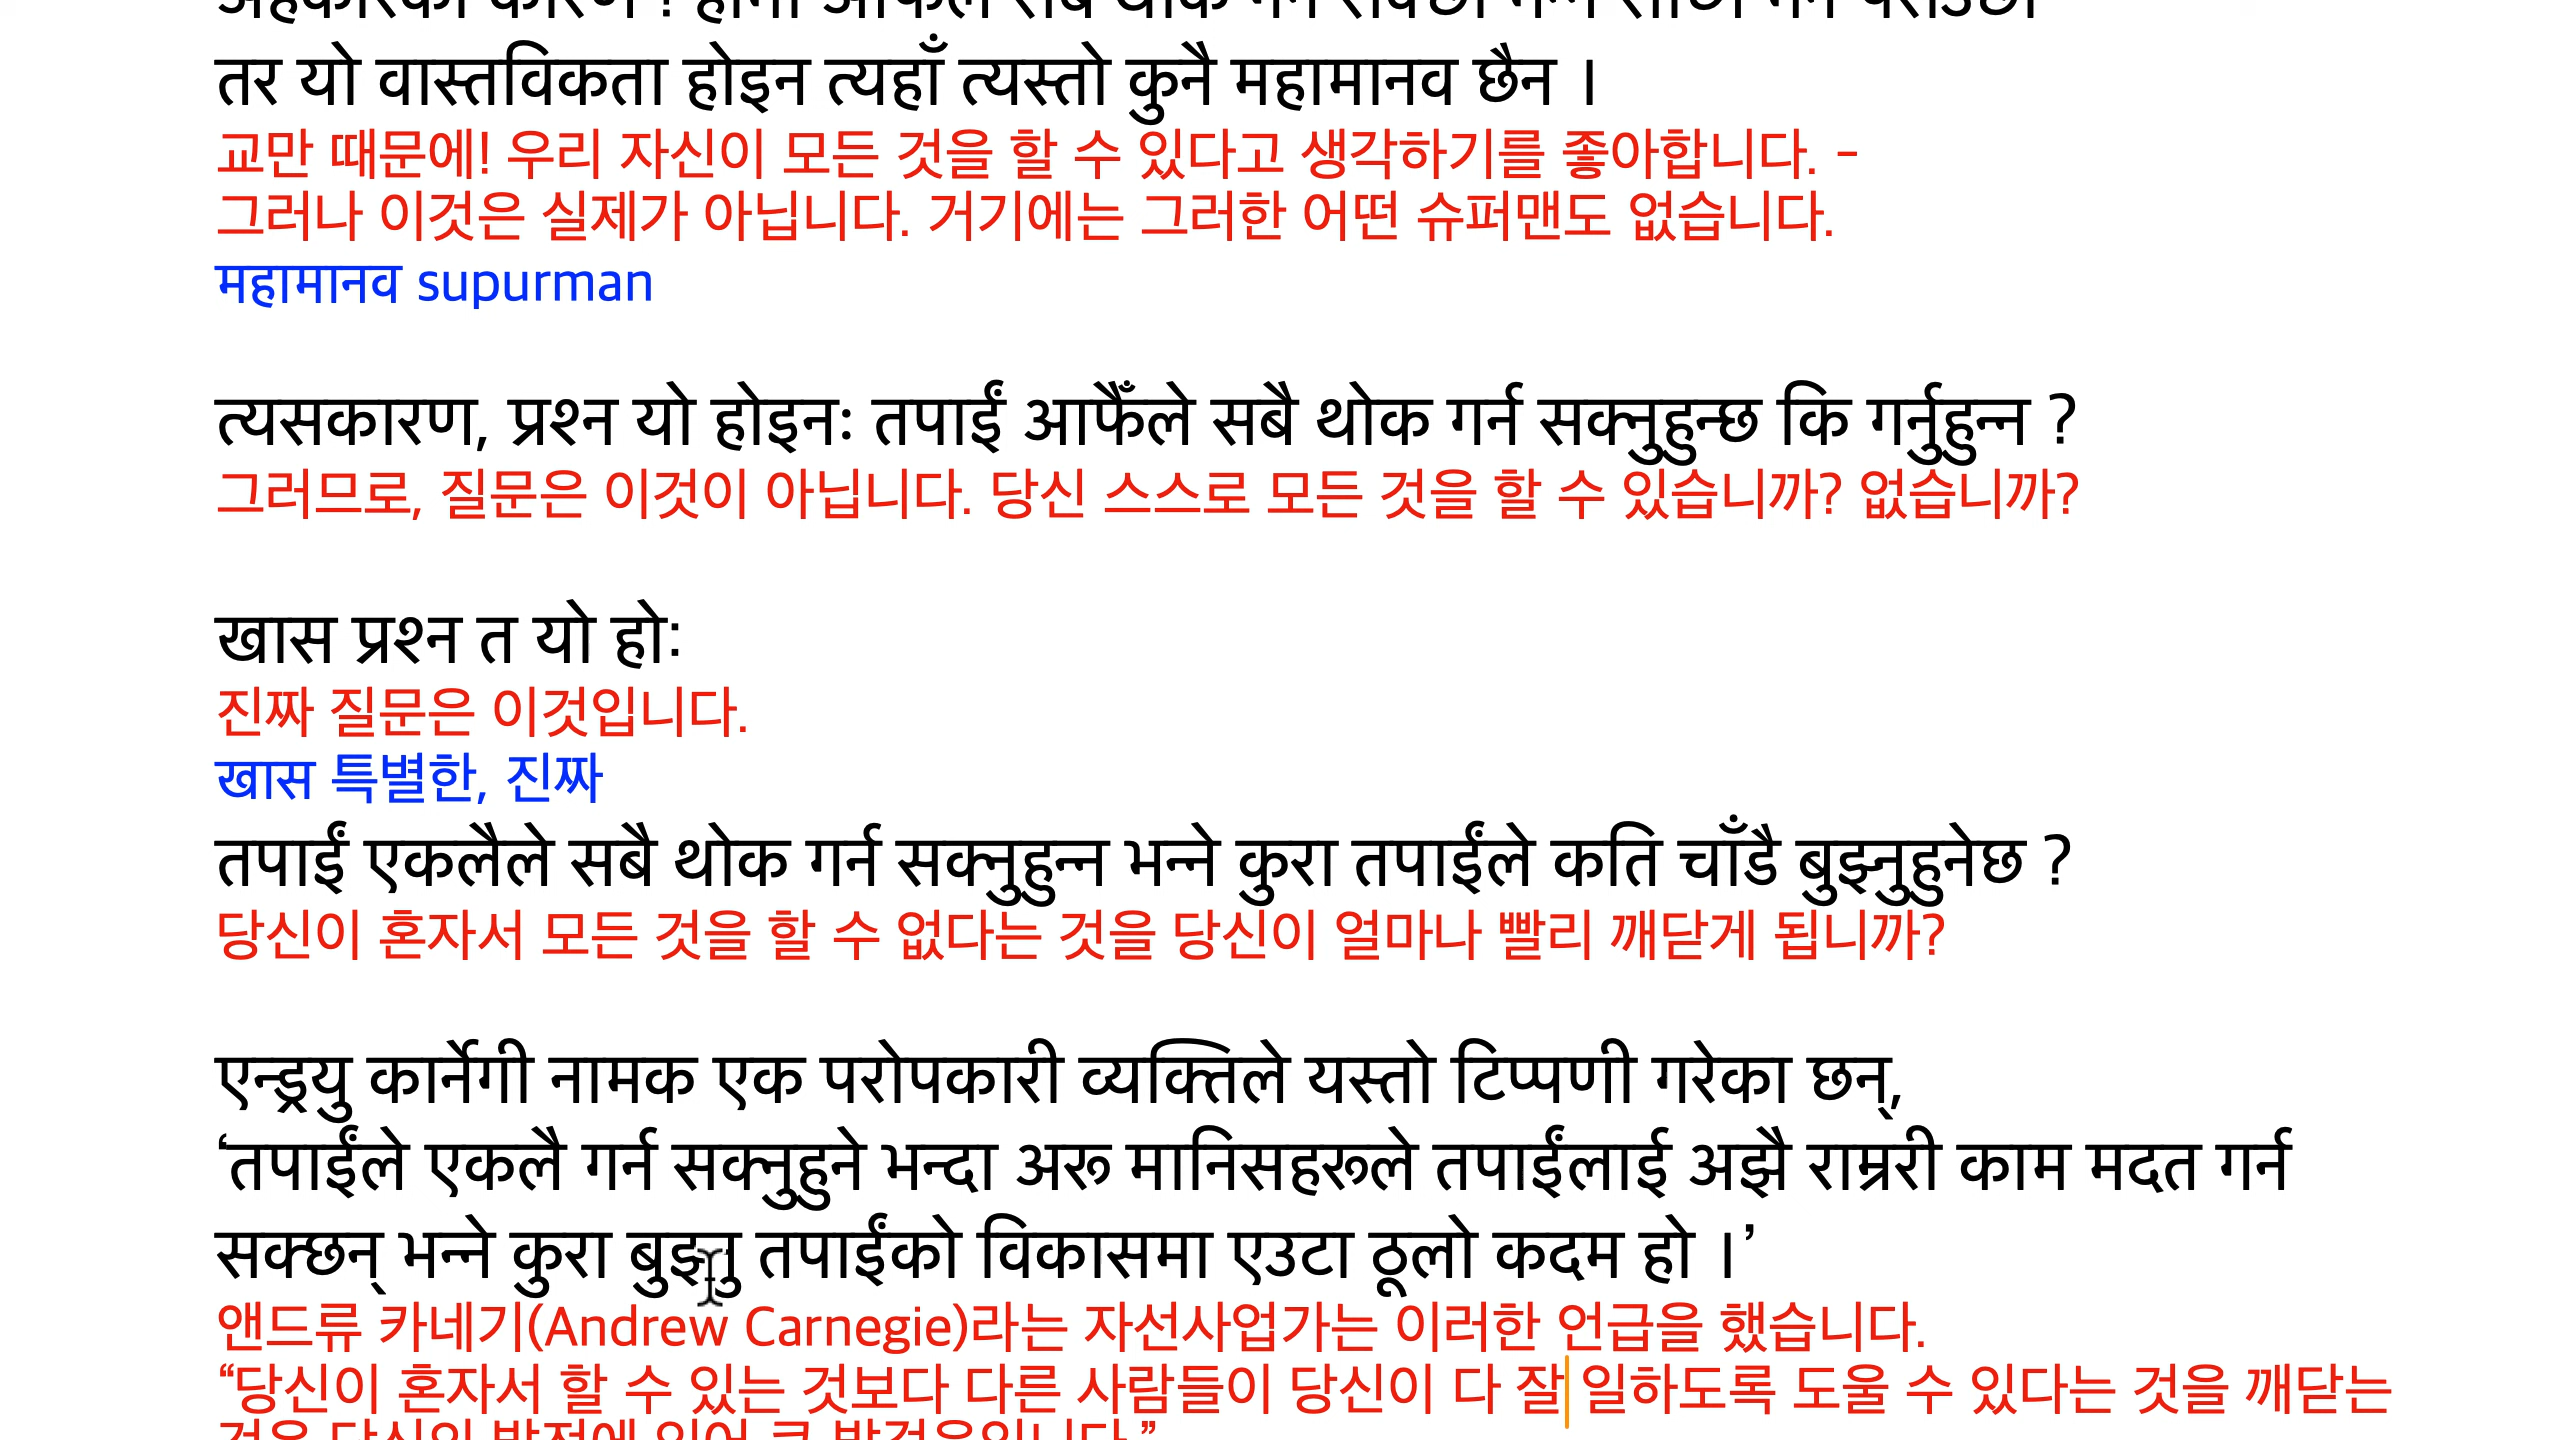 तर यो वास्तविकता होइन त्यहाँ त्यस्तो कुनै महामानव छैन ।
교만 때문에! 우리 자신이 모든 것을 할 수 있다고 생각하기를 좋아합니다. –
그러나 이것은 실제가 아닙니다. 거기에는 그러한 어떤 슈퍼맨도 없습니다.
महामानव supurman
त्यसकारण, प्रश्न यो होइनः तपाईं आफैँले सबै थोक गर्न सक्नुहुन्छ कि गर्नुहुन्न ?
그러므로, 질문은 이것이 아닙니다. 당신 스스로 모든 것을 할 수 있습니까? 없습니까?
खास प्रश्न त यो होः
진짜 질문은 이것입니다.
खास 특별한, 진짜
तपाईं एकलैले सबै थोक गर्न सक्नुहुन्न भन्ने कुरा तपाईंले कति चाँडै बुझ्नुहुनेछ ?
당신이 혼자서 모든 것을 할 수 없다는 것을 당신이 얼마나 빨리 깨닫게 됩니까?
एन्ड्रयु कार्नेगी नामक एक परोपकारी व्यक्तिले यस्तो टिप्पणी गरेका छन्,
‘तपाईंले एकलै गर्न सक्नुहुने भन्दा अरू मानिसहरूले तपाईंलाई अझै राम्ररी काम मदत गर्न
सक्छन् भन्ने कुरा बुझ्नु तपाईंको विकासमा एउटा ठूलो कदम हो ।’
앤드류 카네기(Andrew Carnegie)라는 자선사업가는 이러한 언급을 했습니다.
“당신이 혼자서 할 수 있는 것보다 다른 사람들이 당신이 다 잘 일하도록 도울 수 있다는 것을 깨닫는